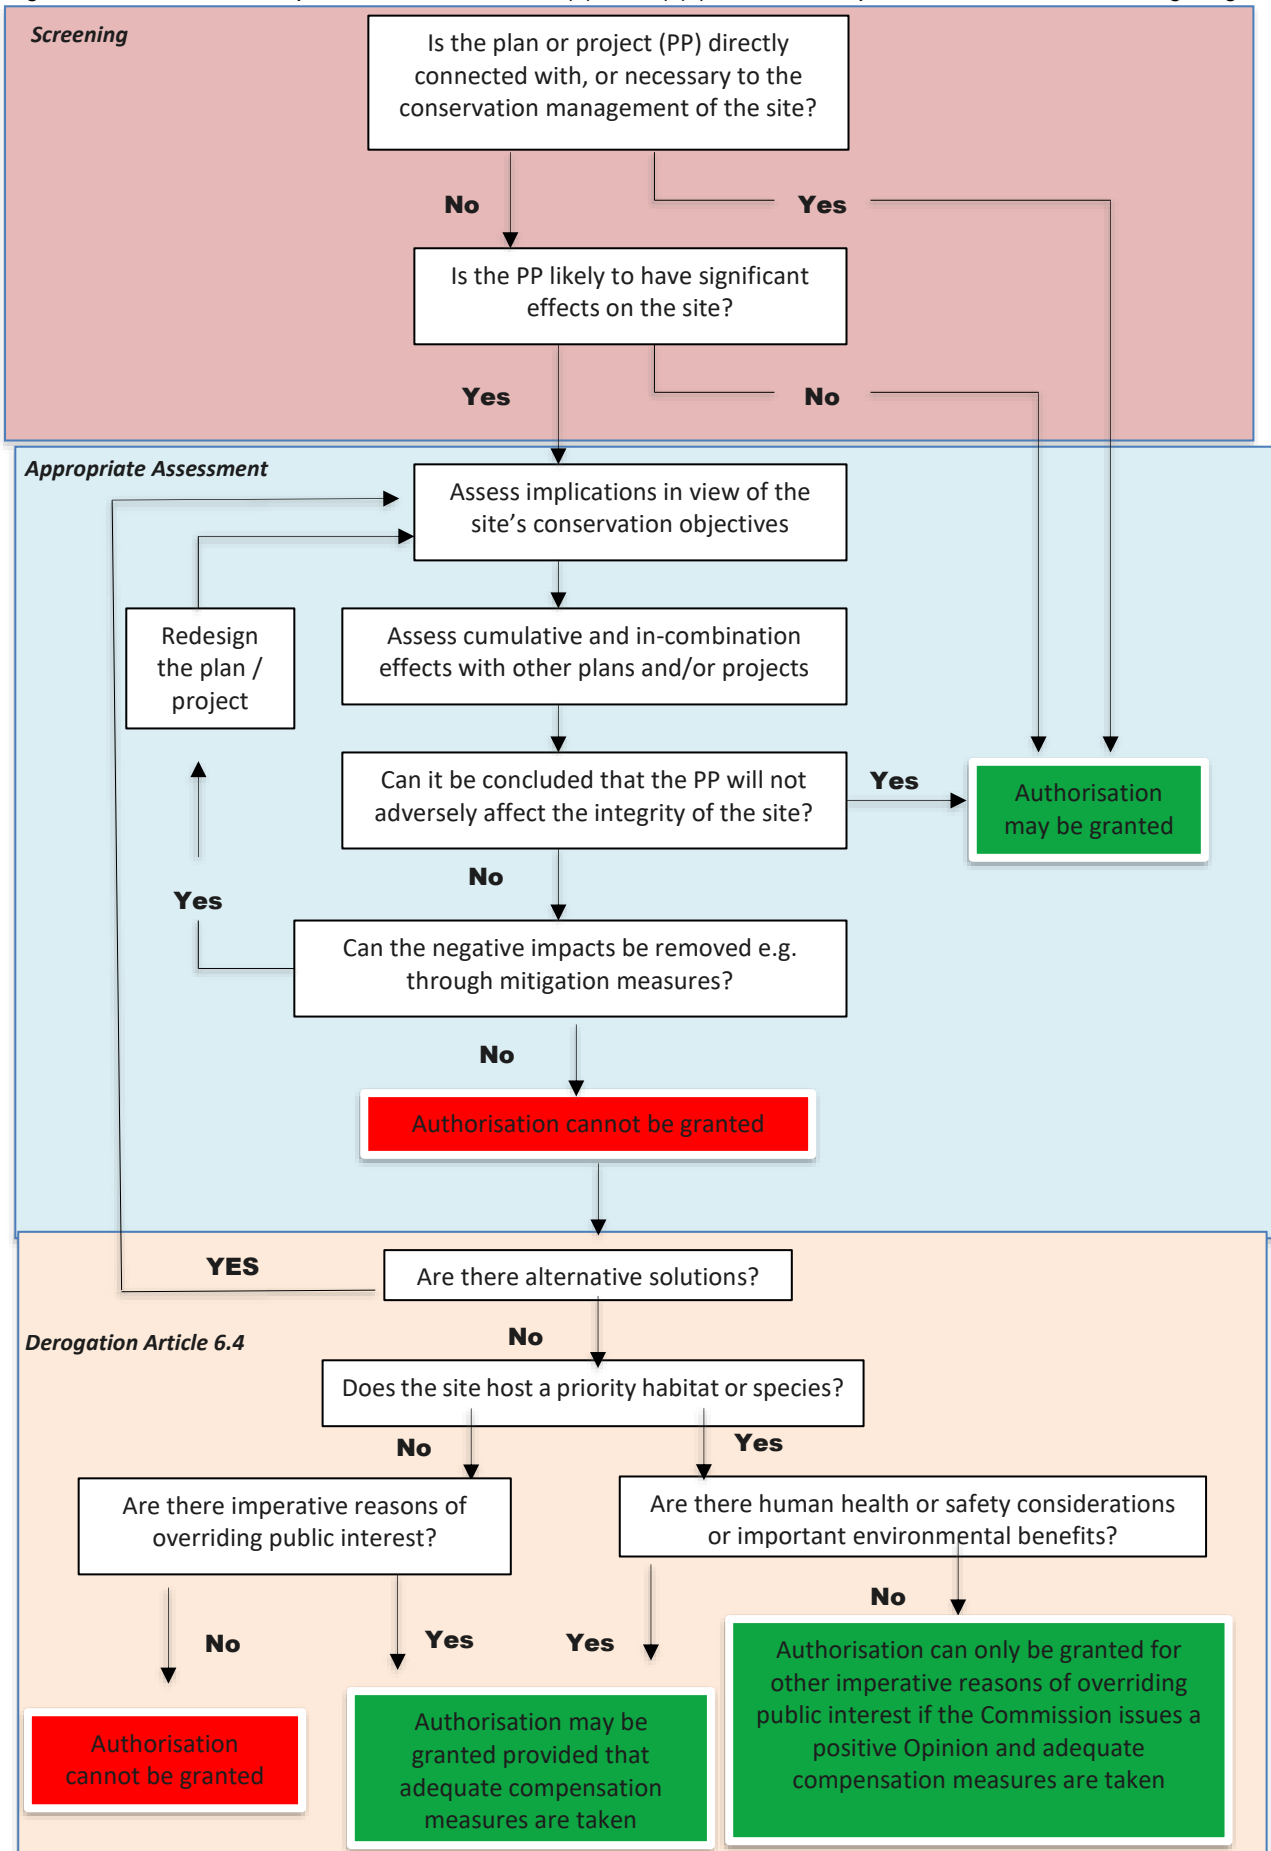 Screening
Is the plan or project (PP) directly
connected with, or necessary to the
conservation management of the site?
No
Yes
Is the PP likely to have significant
effects on the site?
Yes
No
Appropriate Assessment
Assess implications in view of the
site's conservation objectives
Redesign
the plan /
project
Assess cumulative and in-combination
effects with other plans and/or projects
Can it be concluded that the PP will not
adversely affect the integrity of the site?
Yes
Authorisation
may be granted
No
Yes
Can the negative impacts be removed e.g.
through mitigation measures?
No
Authorisation cannot be granted
YES
Are there alternative solutions?
Derogation Article 6.4
No
Does the site host a priority habitat or species?
No
Yes
Are there imperative reasons of
overriding public interest?
Are there human health or safety considerations
or important environmental benefits?
No
Yes
Yes
No
Authorisation
cannot be granted
Authorisation may be
granted provided that
adequate compensation
measures are taken
Authorisation can only be granted for
other imperative reasons of overriding
public interest if the Commission issues a
positive Opinion and adequate
compensation measures are taken